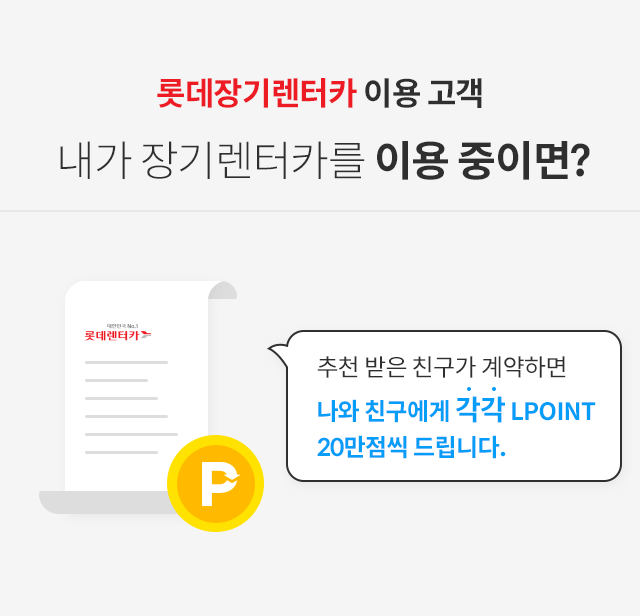 롯데장기렌터카 이용 고객
내가 장기렌터카를 이용 중이면?
대한민국 No.1
롯데렌터카
추천 받은 친구가 계약하면
나와 친구에게 각각 LPOINT
20만점씩 드립니다.
P